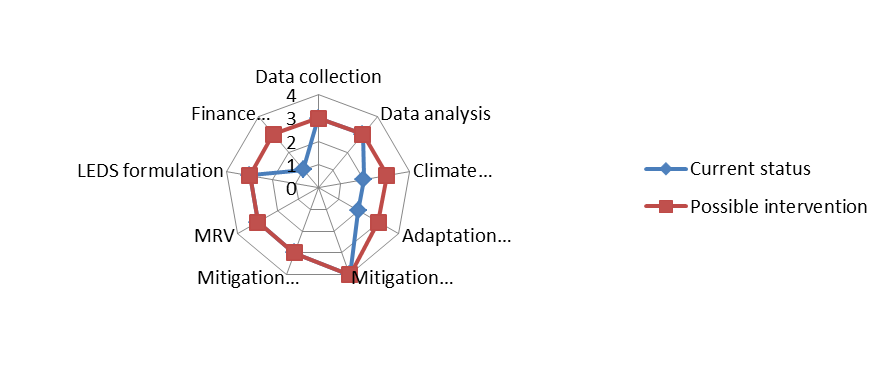 Data collection
Data analysis
Climate...
Adaptation...
Mitigation...
Mitigation...
MRV
LEDS formulation
Finance...
4
3
2
1
0
Current status
Possible intervention